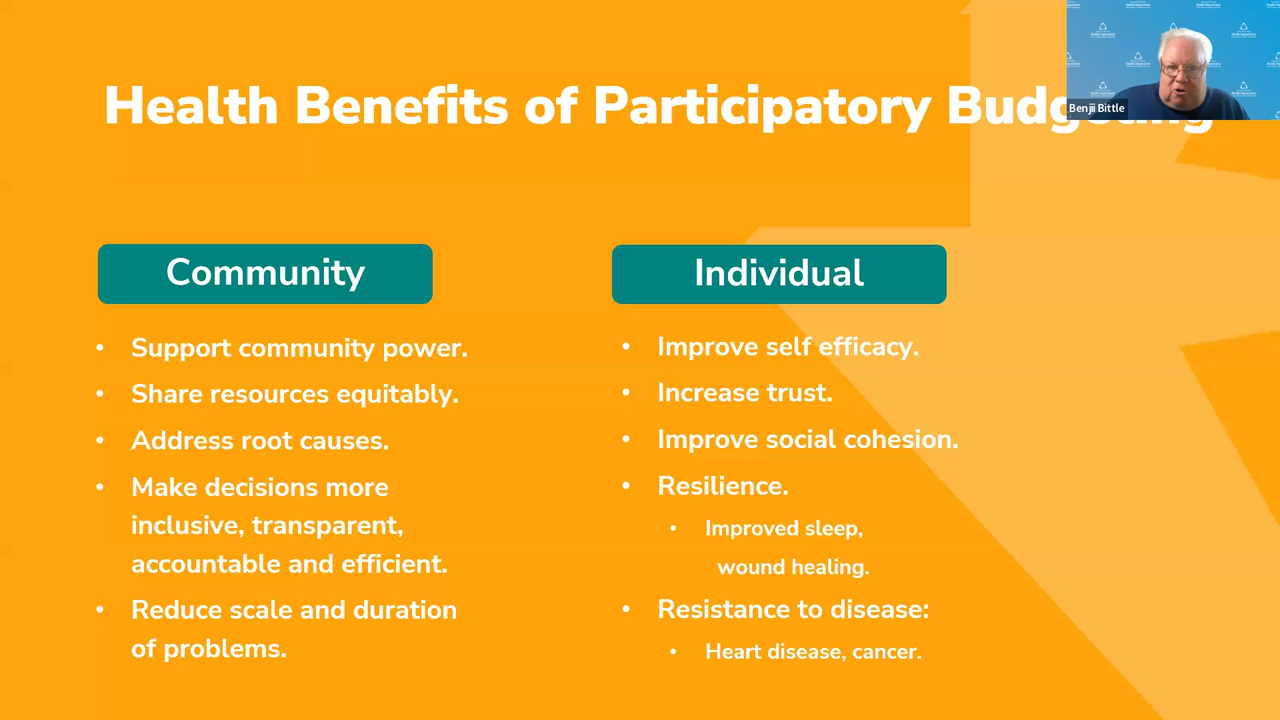 Health Benefits of Participatory Budgeting
Benjii Bittle
Community
Support community power.
Share resources equitably.
Address root causes.
Make decisions more
inclusive, transparent,
accountable and efficient.
Reduce scale and duration
of problems.
Individual
Improve self efficacy.
Increase trust.
Improve social cohesion.
Resilience.
Improved sleep,
wound healing.
Resistance to disease:
Heart disease, cancer.